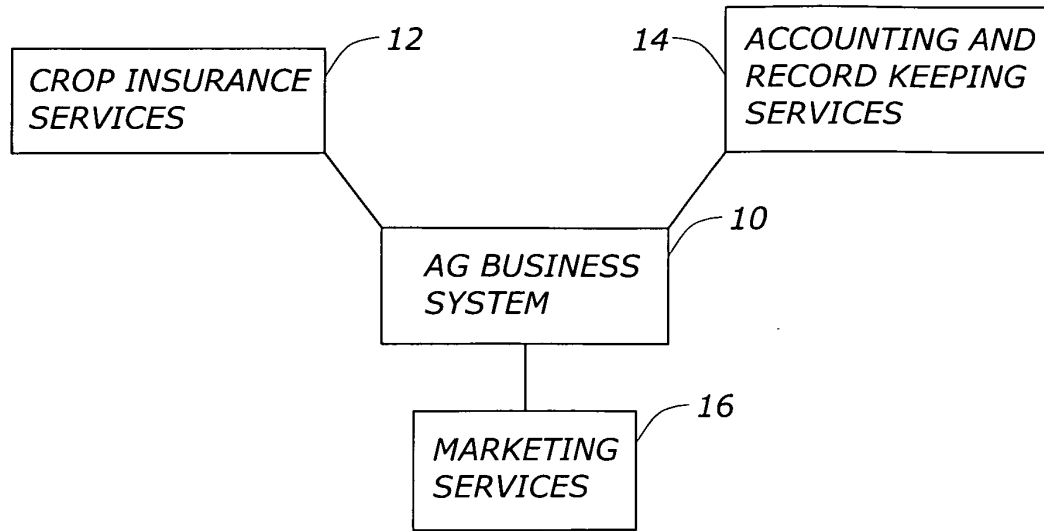 12
CROP INSURANCE
SERVICES
14
ACCOUNTING AND
RECORD KEEPING
SERVICES
10
AG BUSINESS
SYSTEM
16
MARKETING
SERVICES